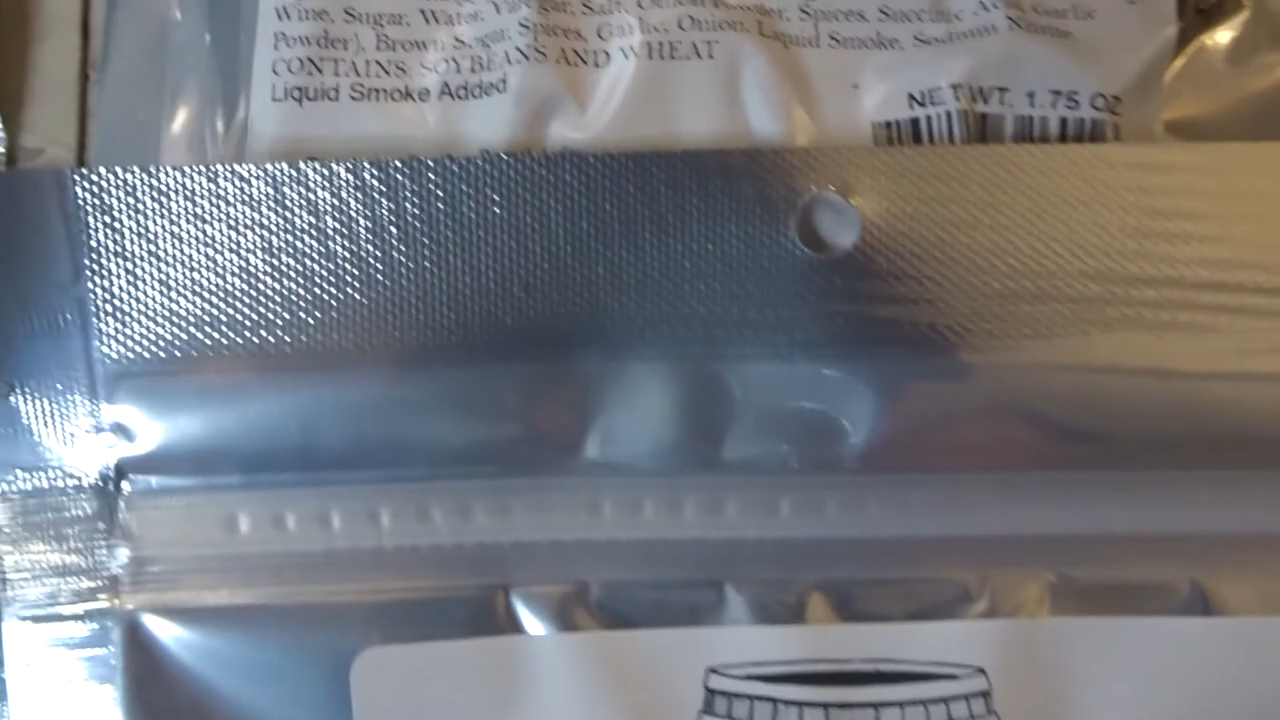 Wine, Sugar, Water, Vinegar, Salt, Onion Powder, Spices, Succinic Acid, Garlic
Powder), Brown Sugar, Spices, Garlic, Onion, Liquid Smoke, Sodium Nitrite.
CONTAINS: SOYBEANS AND WHEAT
Liquid Smoke Added
NET WT. 1.75 OZ